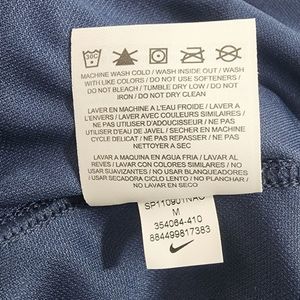 30C
MACHINE WASH COLD / WASH INSIDE OUT / WASH
WITH LIKE COLORS / DO NOT USE SOFTENERS /
DO NOT BLEACH / TUMBLE DRY LOW / DO NOT
IRON / DO NOT DRY CLEAN
LAVER EN MACHINE A L'EAU FROIDE / LAVER A
L'ENVERS / LAVER AVEC COULEURS SIMILAIRES /
NE PAS UTILISER D'ADOUCISSEUR / NE PAS
UTILISER D'EAU DE JAVEL / SECHER EN MACHINE
CYCLE DELICAT / NE PAS REPASSER / NE PAS
NETTOYER A SEC
LAVAR A MAQUINA EN AGUA FRIA / LAVAR
AL REVES / LAVAR CON COLORES SIMILARES / NO
USAR SUAVIZANTES / NO USAR BLANQUEADORES
/ USAR SECADORA CICLO LENTO / NO PLANCHAR /
NO LAVAR EN SECO
SP110901NAO
M
354064-410
884499817383